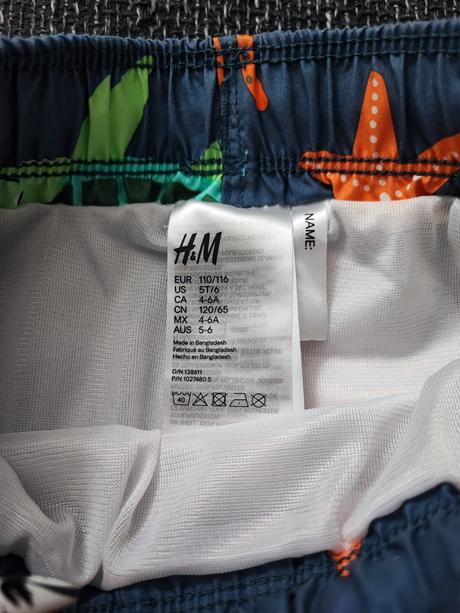 H&M
EUR 110/116
US 5T/6
CA 4-6A
CN 120/65
MX 4-6A
AUS 5-6
Made in Bangladesh
Fabriqué au Bangladesh
Hecho en Bangladesh
O/N 138611
P/N 1027480 5
40
NAME: